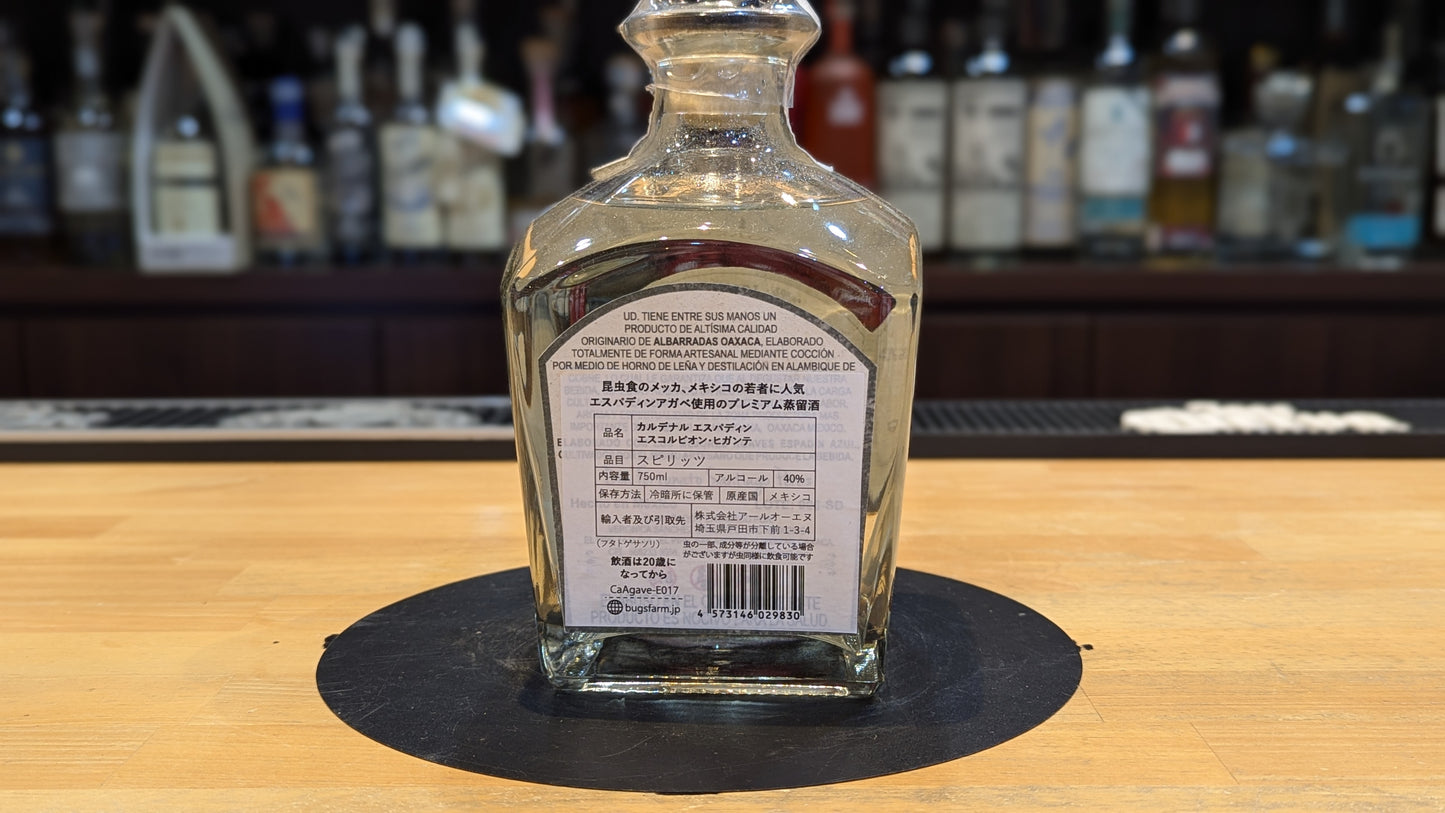 UD. TIENE ENTRE SUS MANOS UN
PRODUCTO DE ALTÍSIMA CALIDAD
ORIGINARIO DE ALBARRADAS OAXACA, ELABORADO
TOTALMENTE DE FORMA ARTESANAL MEDIANTE COCCIÓN
POR MEDIO DE HORNO DE LEÑA Y DESTILACIÓN EN ALAMBIQUE DE
昆虫食のメッカ、メキシコの若者に人気
エスパディンアガベ使用のプレミアム蒸留酒
品名 カルデナル エスパディン
エスコルピオン・ヒガンテ
品目 スピリッツ
内容量 750ml アルコール 40%
保存方法 冷暗所に保管 原産国 メキシコ
輸入者及び引取先 株式会社アールオーエヌ
埼玉県戸田市下前 1-3-4
(フタトゲサソリ) 虫の一部、成分等が分離している場合
がございますが虫同様に飲食可能です
飲酒は20歳に
なってから
CaAgave-E017
bugsfarm.jp
4 573146 029830
PRODUCTO ES NOCIVO PARA LA SALUD.